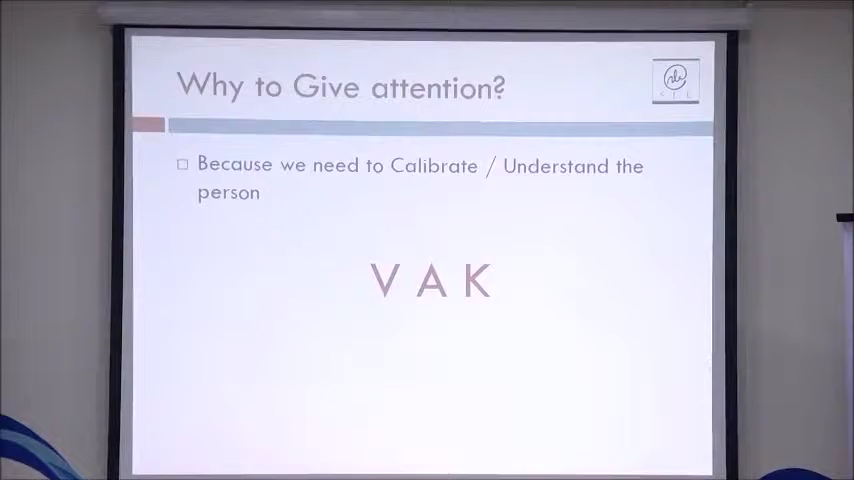 Why to Give attention?
Because we need to Calibrate / Understand the
person
V A K